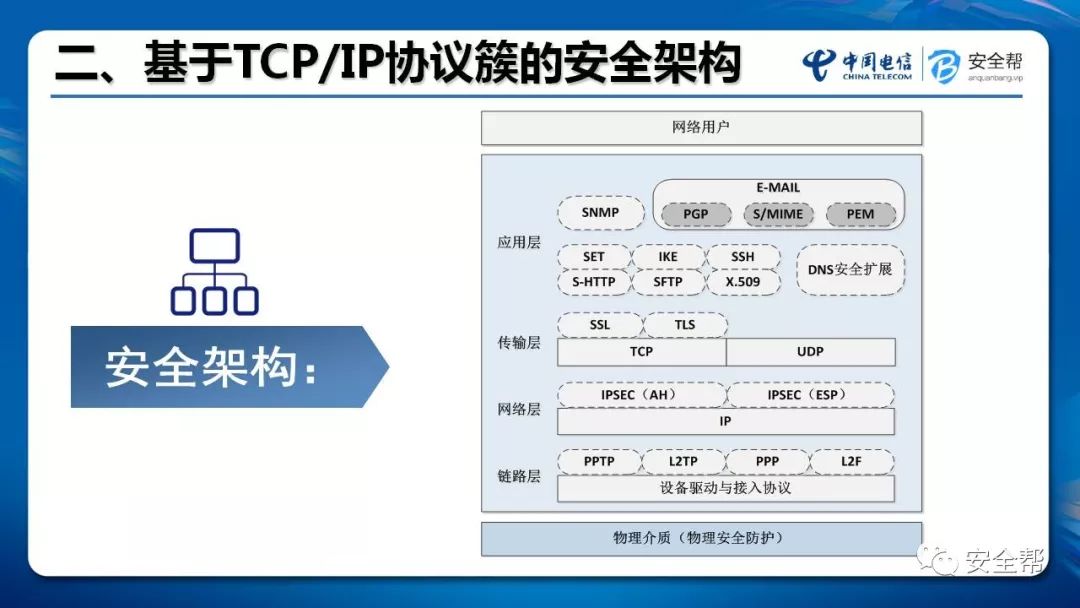 二、基于TCP/IP协议簇的安全架构
中国电信
CHINA TELECOM
安全帮
anquanbang.vip
网络用户
E-MAIL
SNMP
PGP
S/MIME
PEM
应用层
SET
IKE
SSH
DNS安全扩展
S-HTTP
SFTP
X.509
安全架构：
SSL
TLS
传输层
TCP
UDP
IPSEC（AH）
IPSEC（ESP）
网络层
IP
PPTP
L2TP
PPP
L2F
链路层
设备驱动与接入协议
物理介质（物理安全防护）
安全帮